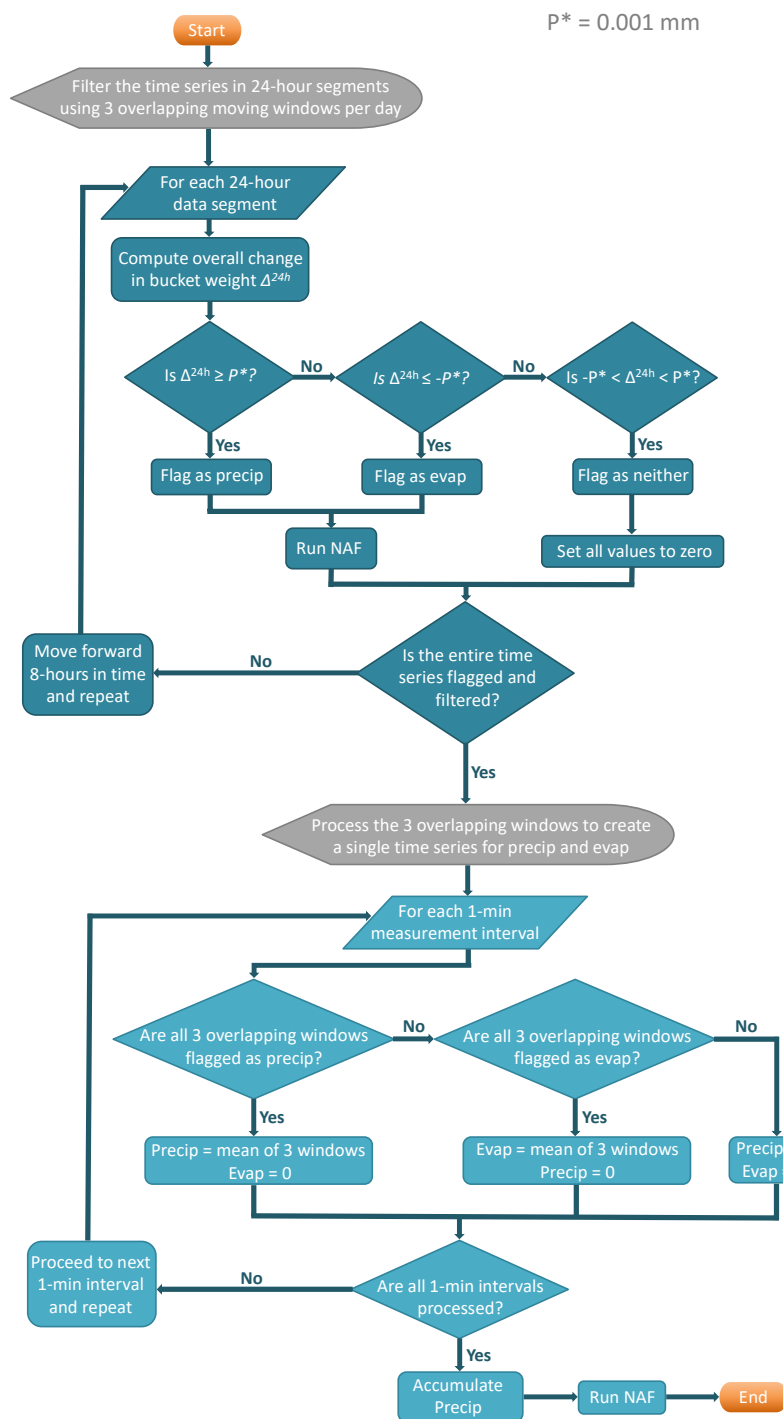 P* = 0.001 mm
Start
Filter the time series in 24-hour segments
using 3 overlapping moving windows per day
For each 24-hour
data segment
Compute overall change
in bucket weight Δ24h
Is Δ24h ≥ P*?
No
Is Δ24h ≤ -P*?
No
Is -P* < Δ24h < P*?
Yes
Yes
Yes
Flag as precip
Flag as evap
Flag as neither
Run NAF
Set all values to zero
Move forward
8-hours in time
and repeat
No
Is the entire time
series flagged and
filtered?
Yes
Process the 3 overlapping windows to create
a single time series for precip and evap
For each 1-min
measurement interval
Are all 3 overlapping windows
flagged as precip?
No
Are all 3 overlapping windows
flagged as evap?
No
Yes
Yes
Precip = mean of 3 windows
Evap = 0
Evap = mean of 3 windows
Precip = 0
Precip
Evap =
Proceed to next
1-min interval
and repeat
No
Are all 1-min intervals
processed?
Yes
Accumulate
Precip
Run NAF
End